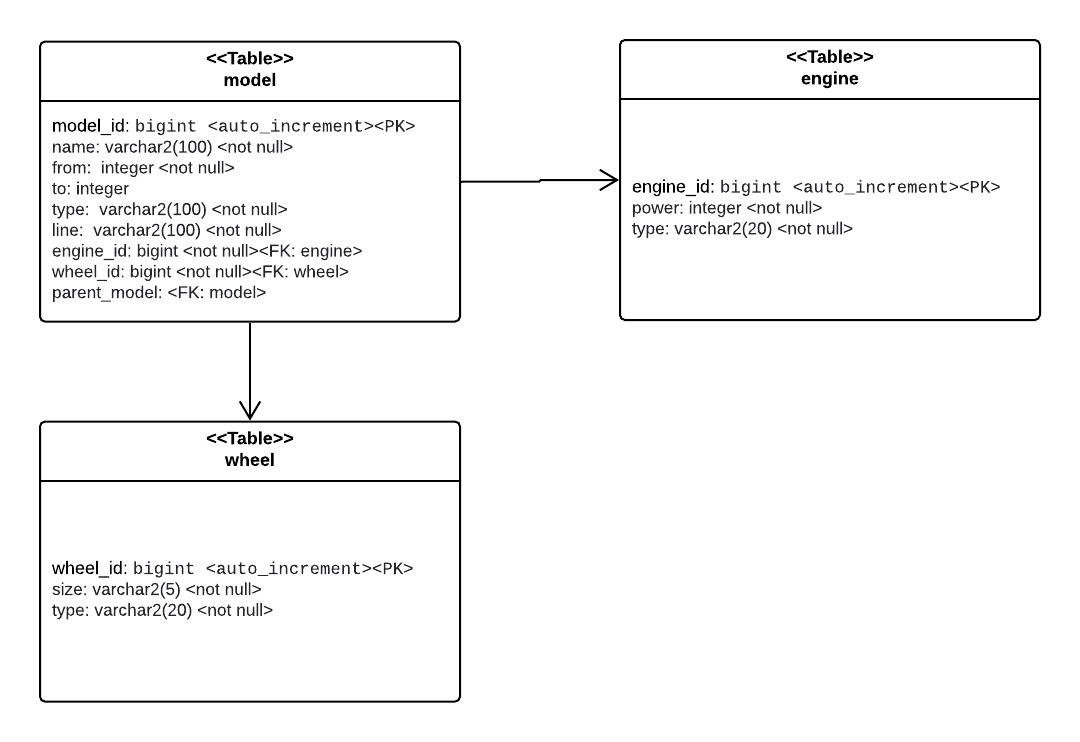 <<Table>>
model
model_id: bigint <auto_increment><PK>
name: varchar2(100) <not null>
from:  integer <not null>
to: integer
type:  varchar2(100) <not null>
line:  varchar2(100) <not null>
engine_id: bigint <not null><FK: engine>
wheel_id: bigint <not null><FK: wheel>
parent_model: <FK: model>
<<Table>>
engine
engine_id: bigint <auto_increment><PK>
power: integer <not null>
type: varchar2(20) <not null>
<<Table>>
wheel
wheel_id: bigint <auto_increment><PK>
size: varchar2(5) <not null>
type: varchar2(20) <not null>